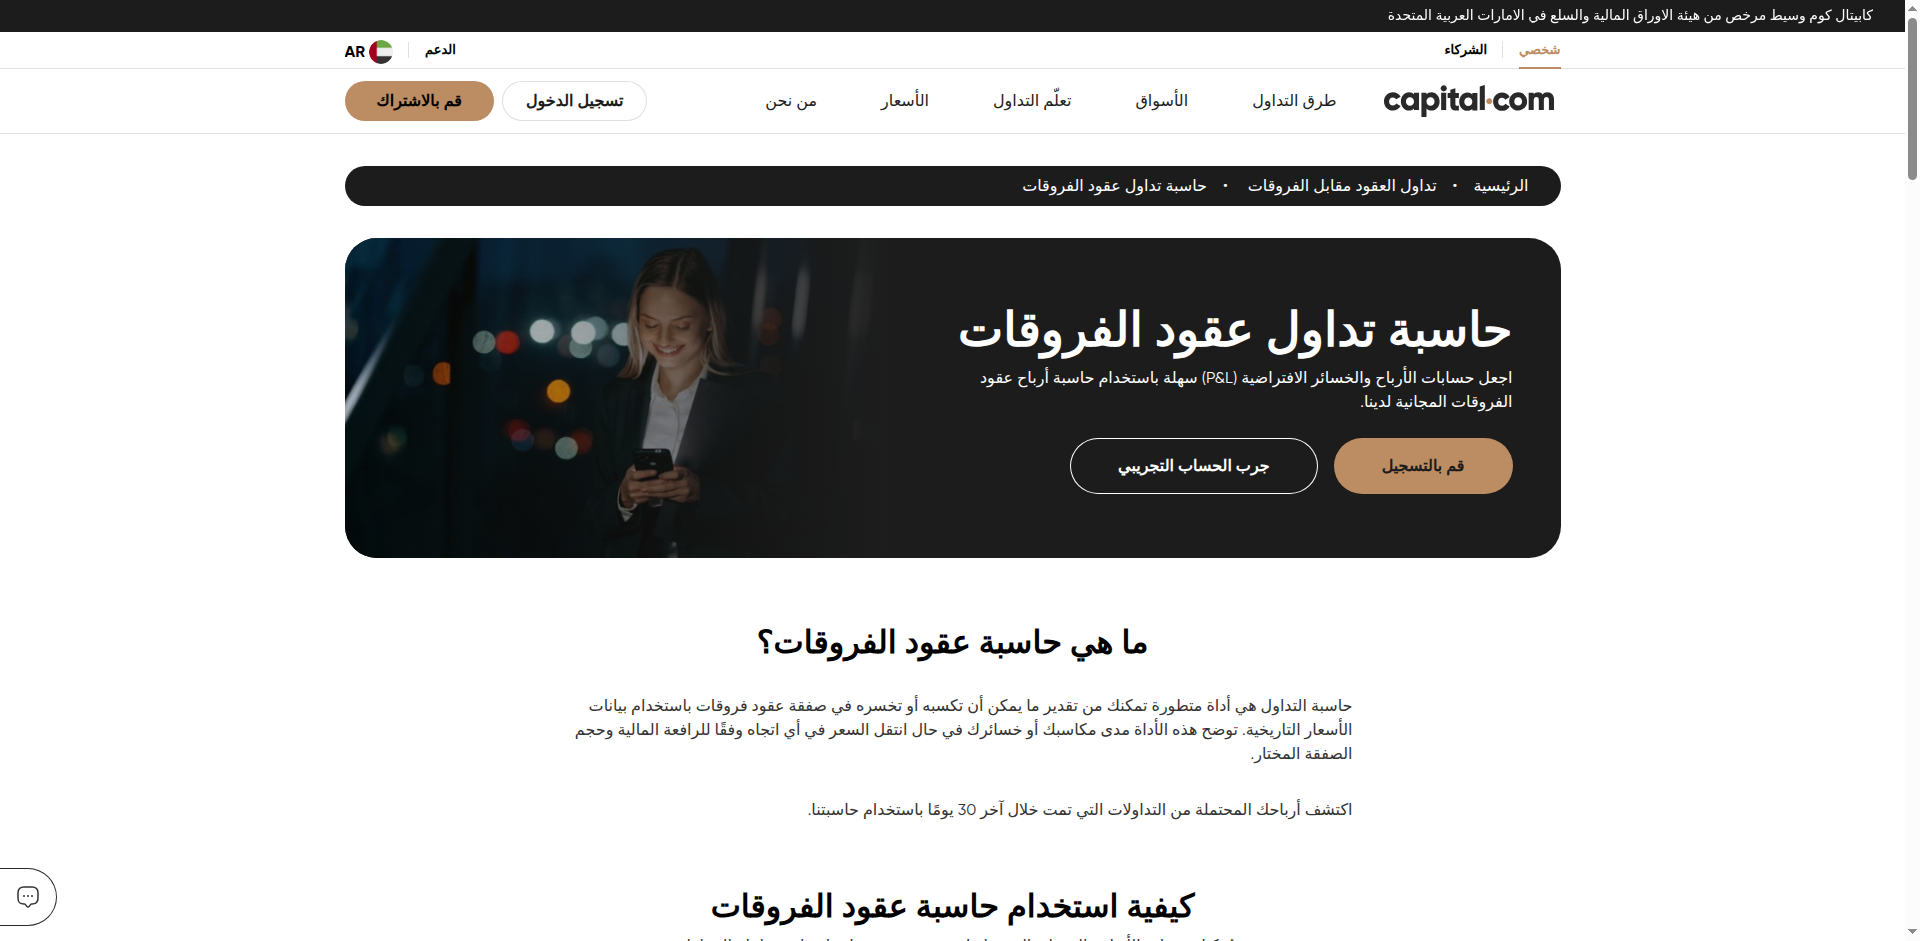 كابيتال كوم وسيط مرخص من هيئة الاوراق المالية والسلع في الامارات العربية المتحدة
شخصي
الشركاء
الدعم
AR
capital.com
طرق التداول
الأسواق
تعلّم التداول
الأسعار
من نحن
تسجيل الدخول
قم بالاشتراك
الرئيسية • تداول العقود مقابل الفروقات • حاسبة تداول عقود الفروقات
حاسبة تداول عقود الفروقات
اجعل حسابات الأرباح والخسائر الافتراضية (P&L) سهلة باستخدام حاسبة أرباح عقود
الفروقات المجانية لدينا.
قم بالتسجيل
جرب الحساب التجريبي
ما هي حاسبة عقود الفروقات؟
حاسبة التداول هي أداة متطورة تمكنك من تقدير ما يمكن أن تكسبه أو تخسره في صفقة عقود فروقات باستخدام بيانات
الأسعار التاريخية. توضح هذه الأداة مدى مكاسبك أو خسائرك في حال انتقل السعر في أي اتجاه وفقًا للرافعة المالية وحجم
الصفقة المختار.
اكتشف أرباحك المحتملة من التداولات التي تمت خلال آخر 30 يومًا باستخدام حاسبتنا.
كيفية استخدام حاسبة عقود الفروقات